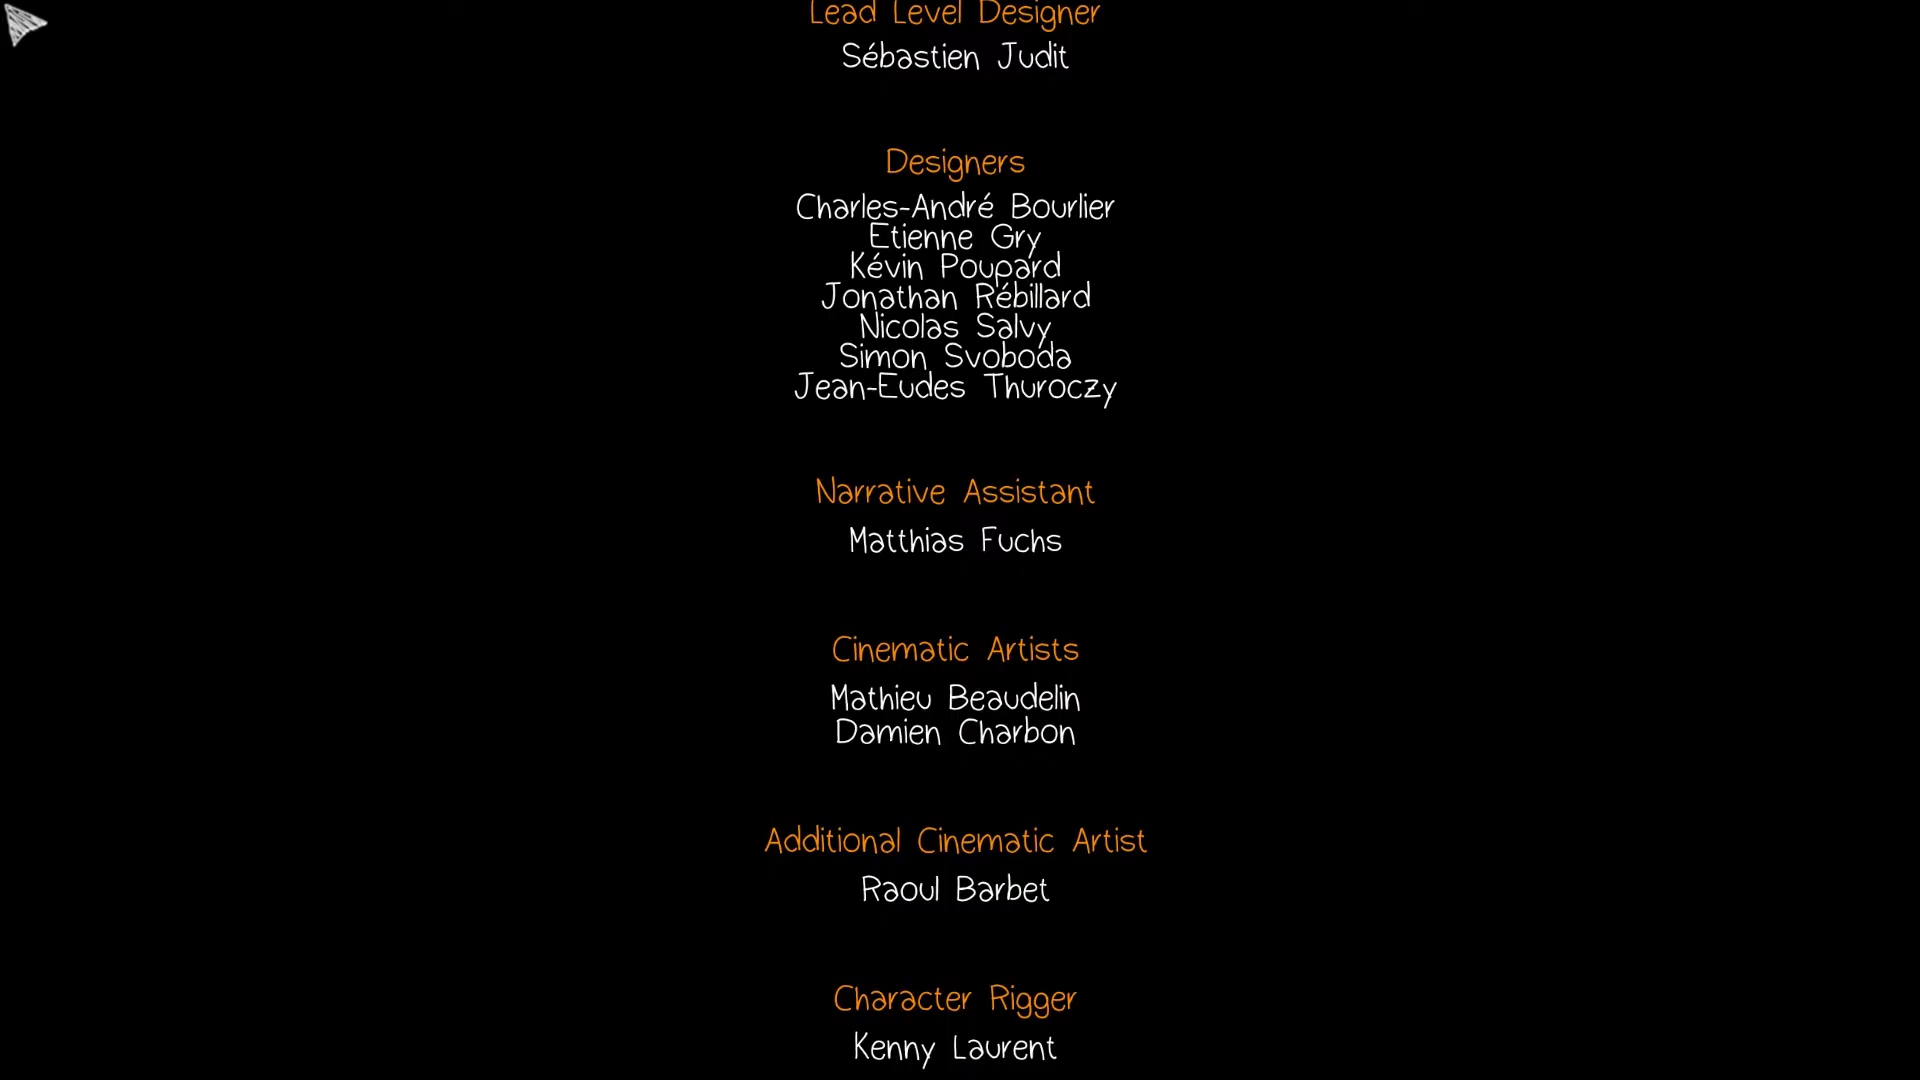 Lead Level Designer
Sébastien Judit
Designers
Charles-André Bourlier
Etienne Gry
Kévin Poupard
Jonathan Rébillard
Nicolas Salvy
Simon Svoboda
Jean-Eudes Thuroczy
Narrative Assistant
Matthias Fuchs
Cinematic Artists
Mathieu Beaudelin
Damien Charbon
Additional Cinematic Artist
Raoul Barbet
Character Rigger
Kenny Laurent